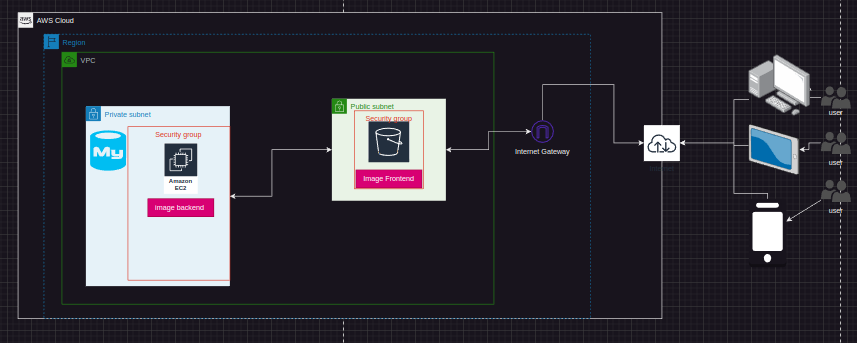 aws
AWS Cloud
Region
VPC
Private subnet
My
Security group
Amazon
EC2
image backend
Public subnet
Security group
Image Frontend
Internet Gateway
user
user
user